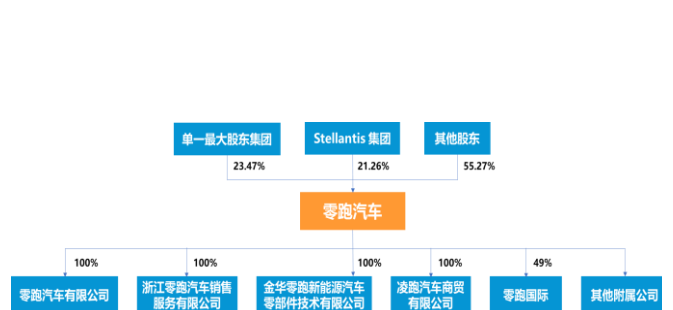 单一最大股东集团
Stellantis 集团
其他股东
23.47%
21.26%
55.27%
零跑汽车
100%
100%
100%
100%
49%
零跑汽车有限公司
浙江零跑汽车销售
服务有限公司
金华零跑新能源汽车
零部件技术有限公司
凌跑汽车商贸
有限公司
零跑国际
其他附属公司